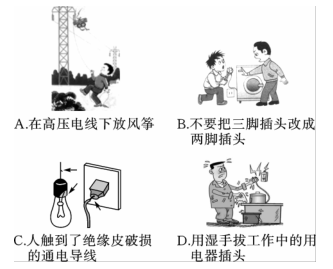 A.在高压电线下放风筝
B.不要把三脚插头改成
两脚插头
C.人触到了绝缘皮破损
的通电导线
D.用湿手拔工作中的用
电器插头